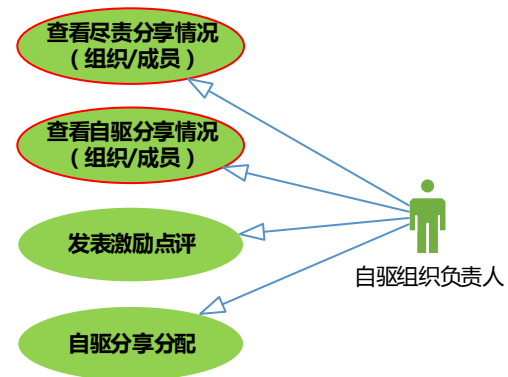 查看尽责分享情况
（组织/成员）
查看自驱分享情况
（组织/成员）
发表激励点评
自驱组织负责人
自驱分享分配